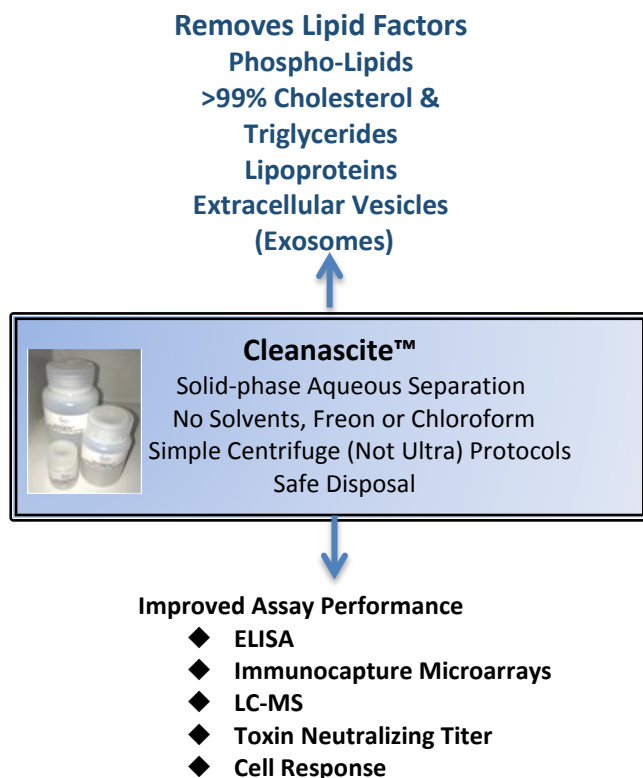 Removes Lipid Factors
Phospho-Lipids
>99% Cholesterol &
Triglycerides
Lipoproteins
Extracellular Vesicles
(Exosomes)
Cleanascite™
Solid-phase Aqueous Separation
No Solvents, Freon or Chloroform
Simple Centrifuge (Not Ultra) Protocols
Safe Disposal
Improved Assay Performance
◆ ELISA
◆ Immunocapture Microarrays
◆ LC-MS
◆ Toxin Neutralizing Titer
◆ Cell Response